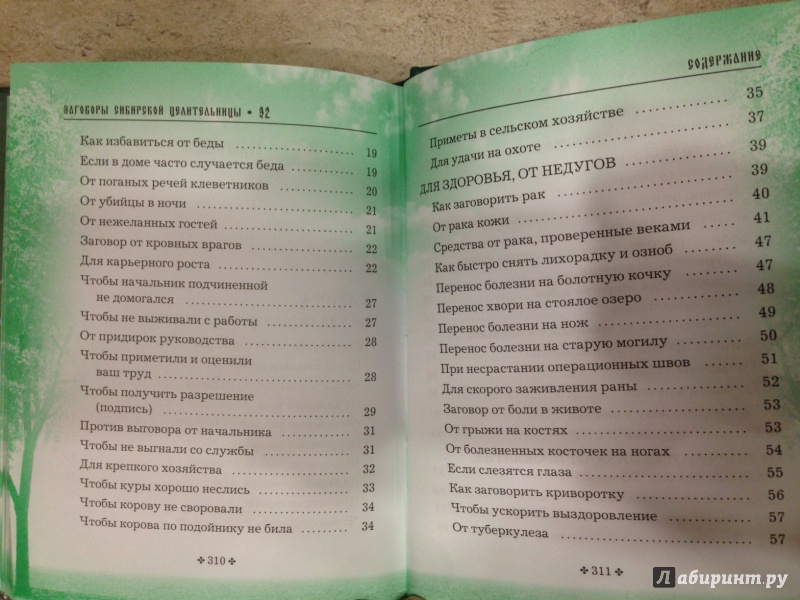 ЗАГОВОРЫ СИБИРСКОЙ ЦЕЛИТЕЛЬНИЦЫ • 32
Как избавиться от беды ..................... 19
Если в доме часто случается беда ............ 19
От поганых речей клеветников ............... 20
От убийцы в ночи ........................... 21
От нежеланных гостей ....................... 21
Заговор от кровных врагов .................. 22
Для карьерного роста ....................... 22
Чтобы начальник подчиненной
не домогался ............................... 27
Чтобы не выживали с работы ................. 27
От придирок руководства .................... 28
Чтобы приметили и оценили
ваш труд ................................... 28
Чтобы получить разрешение
(подпись) .................................. 29
Против выговора от начальника .............. 31
Чтобы не выгнали со службы ................. 31
Для крепкого хозяйства ..................... 32
Чтобы куры хорошо неслись .................. 33
Чтобы корову не своровали .................. 34
Чтобы корова по подойнику не била .......... 34
310
СОДЕРЖАНИЕ
Приметы в сельском хозяйстве ............... 35
Для удачи на охоте ......................... 37
ДЛЯ ЗДОРОВЬЯ, ОТ НЕДУГОВ ................... 39
Как заговорить рак ......................... 39
От рака кожи ............................... 40
Средства от рака, проверенные веками ....... 41
Как быстро снять лихорадку и озноб ......... 47
Перенос болезни на болотную кочку .......... 47
Перенос хвори на стоялое озеро ............. 48
Перенос болезни на нож ..................... 49
Перенос болезни на старую могилу ........... 50
При несрастании операционных швов .......... 51
Для скорого заживления раны ................ 52
Заговор от боли в животе ................... 53
От грыжи на костях ......................... 53
От болезненных косточек на ногах ........... 54
Если слезятся глаза ........................ 55
Как заговорить криворотку .................. 56
Чтобы ускорить выздоровление ............... 57
От туберкулеза ............................. 57
311
Лабиринт.ру